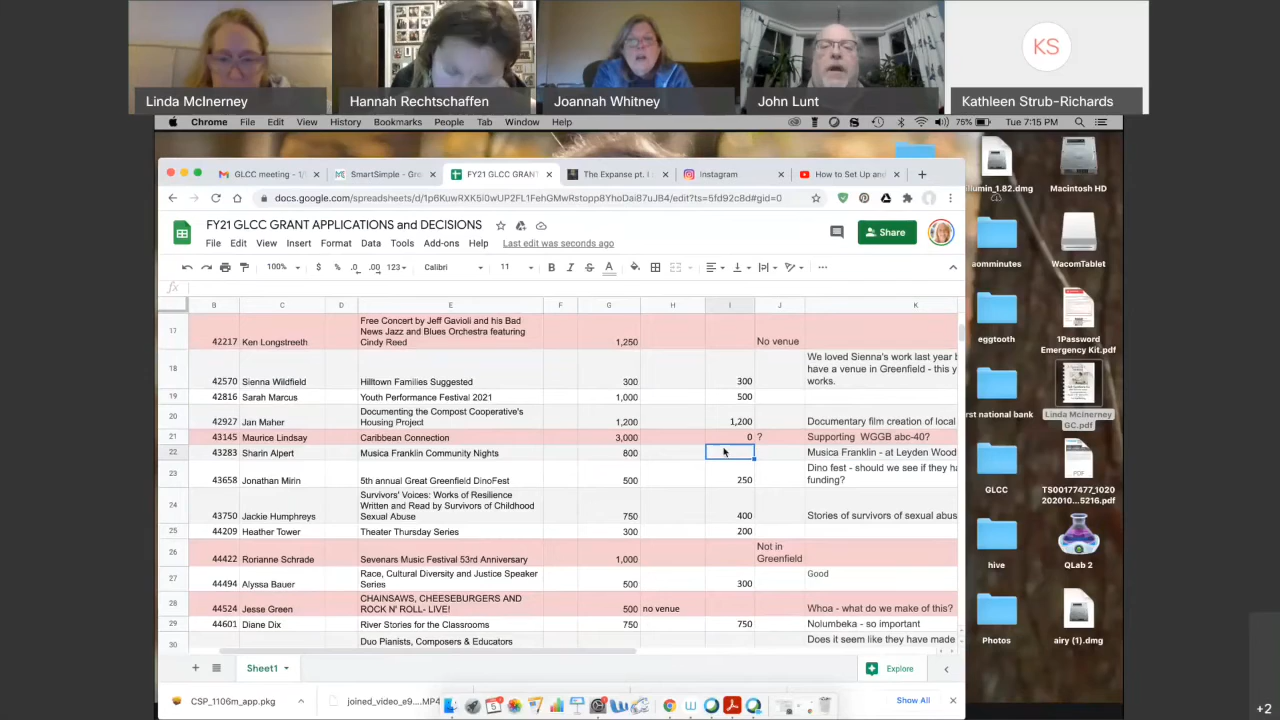 KS
Linda McInerney
Hannah Rechtschaffen
Joannah Whitney
John Lunt
Kathleen Strub-Richards
Chrome File Edit View History Bookmarks People Tab Window Help
75% Tue 7:15 PM
GLCC meeting - 1/
SmartSimple - Gro
FY21 GLCC GRANT
The Expanse pt. I
Instagram
How to Set Up and
docs.google.com/spreadsheets/d/1p6KuwRXK5i0wUP2FL1FehGMwRstopp8YhoDai87uJB4/edit?ts=5fd92c8d#gid=0
FY21 GLCC GRANT APPLICATIONS and DECISIONS
File Edit View Insert Format Data Tools Add-ons Help Last edit was seconds ago
Share
100% $ % .0 .00 123 Calibri 11 B I S A
fx
B C D E F G H I J K
17 42217 Ken Longstreeth
Free Concert by Jeff Gavioli and his Bad
News Jazz and Blues Orchestra featuring
Cindy Reed
1,250 No venue
18 42570 Sienna Wildfield Hilltown Families Suggested 300 300
We loved Sienna's work last year b
have a venue in Greenfield - this y
works.
19 42816 Sarah Marcus Youth Performance Festival 2021 1,000 500
20 42927 Jan Maher
Documenting the Compost Cooperative's
Housing Project
1,200 1,200 Documentary film creation of local
21 43145 Maurice Lindsay Caribbean Connection 3,000 0 ? Supporting WGGB abc-40?
22 43283 Sharin Alpert Musica Franklin Community Nights 800 Musica Franklin - at Leyden Wood
23 43658 Jonathan Mirin 5th annual Great Greenfield DinoFest 500 250
Dino fest - should we see if they ha
funding?
24 43750 Jackie Humphreys
Survivors' Voices: Works of Resilience
Written and Read by Survivors of Childhood
Sexual Abuse
750 400 Stories of survivors of sexual abus
25 44209 Heather Tower Theater Thursday Series 500 200
26 44422 Rorianne Schrade Sevenars Music Festival 53rd Anniversary 1,000
Not in
Greenfield
27 44494 Alyssa Bauer
Race, Cultural Diversity and Justice Speaker
Series
500 300 Good
28 44524 Jesse Green
CHAINSAWS, CHEESEBURGERS AND
ROCK N' ROLL- LIVE!
500 no venue Whoa - what do we make of this?
29 44601 Diane Dix River Stories for the Classrooms 750 750 Nolumbeka - so important
30 Duo Pianists, Composers & Educators Does it seem like they have made
Sheet1
Explore
CSP_1106m_app.pkg
joined_video_e9....MP4
Show All
illumin_1.82.dmg
Macintosh HD
aomminutes
WacomTablet
eggtooth
1Password
Emergency Kit.pdf
rst national bank
Linda Mcinerney
GC.pdf
GLCC
TS00177477_1020
202010...5216.pdf
hive
QLab 2
Photos
airy (1).dmg
+2